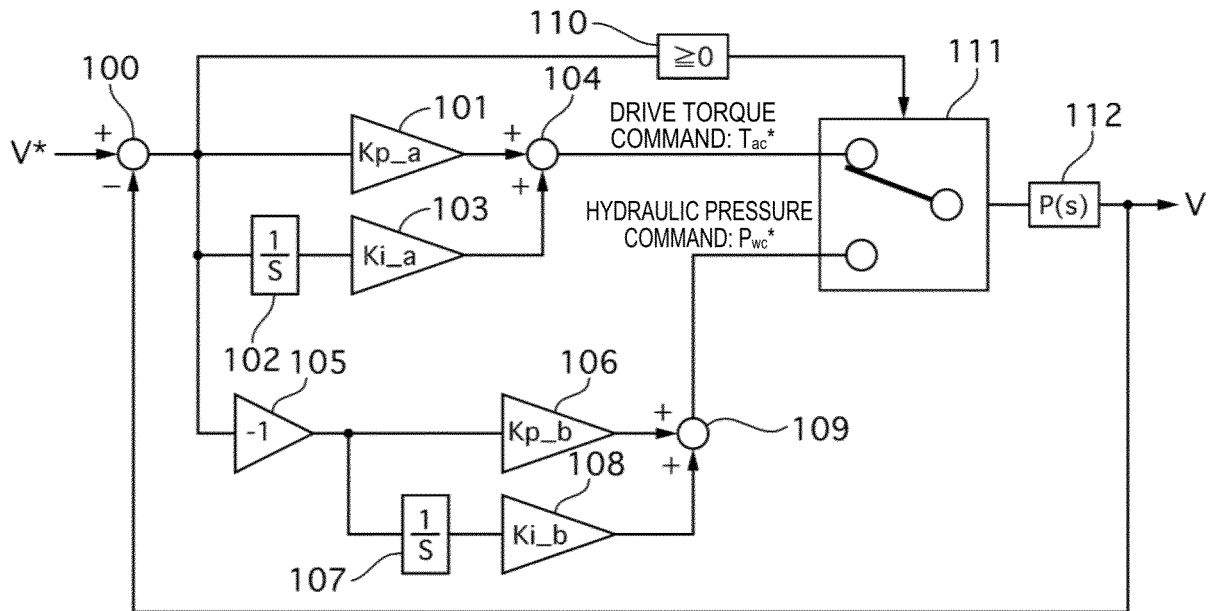 110
≧0
111
100
101
104
DRIVE TORQUE
COMMAND: Tac*
112
+
V*
−
Kp_a
+
+
P(s)
V
103
HYDRAULIC PRESSURE
COMMAND: Pwc*
1
S
Ki_a
102
105
106
-1
Kp_b
+
109
+
108
1
S
Ki_b
107